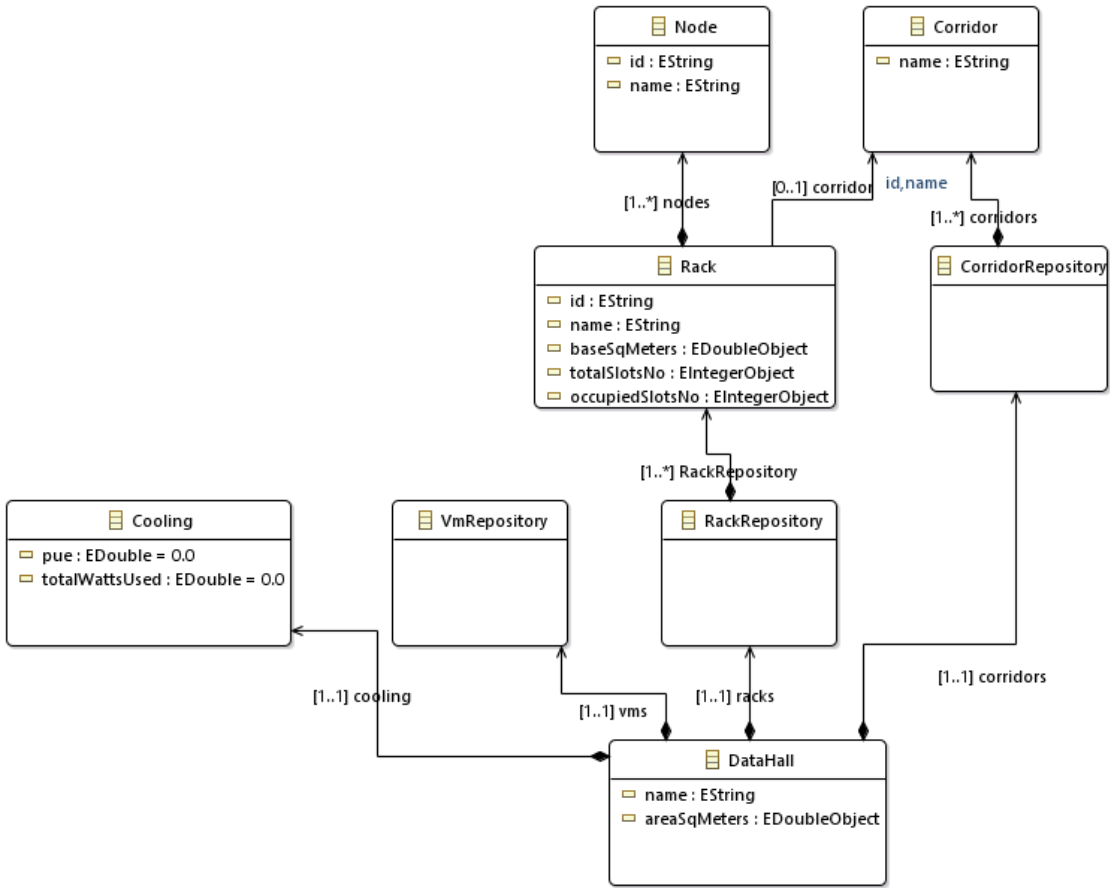 Node
id : EString
name : EString
Corridor
name : EString
[1..*] nodes
[0..1] corridor
id,name
[1..*] corridors
Rack
id : EString
name : EString
baseSqMeters : EDoubleObject
totalSlotsNo : EIntegerObject
occupiedSlotsNo : EIntegerObject
CorridorRepository
[1..*] RackRepository
Cooling
pue : EDouble = 0.0
totalWattsUsed : EDouble = 0.0
VmRepository
RackRepository
[1..1] cooling
[1..1] vms
[1..1] racks
[1..1] corridors
DataHall
name : EString
areaSqMeters : EDoubleObject